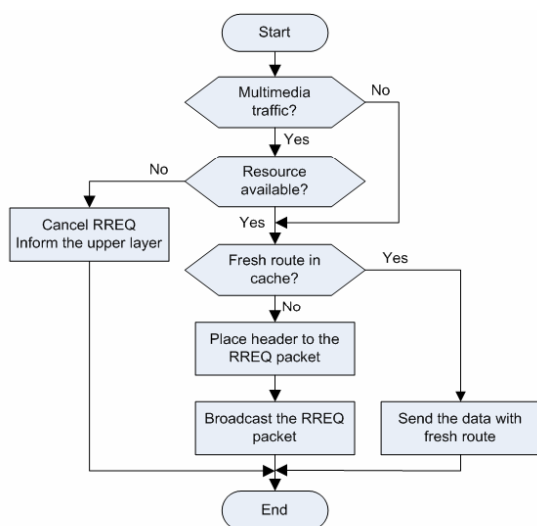 Start
Multimedia
traffic?
No
Yes
No
Resource
available?
Cancel RREQ
Inform the upper layer
Yes
Fresh route in
cache?
Yes
No
Place header to the
RREQ packet
Broadcast the RREQ
packet
Send the data with
fresh route
End